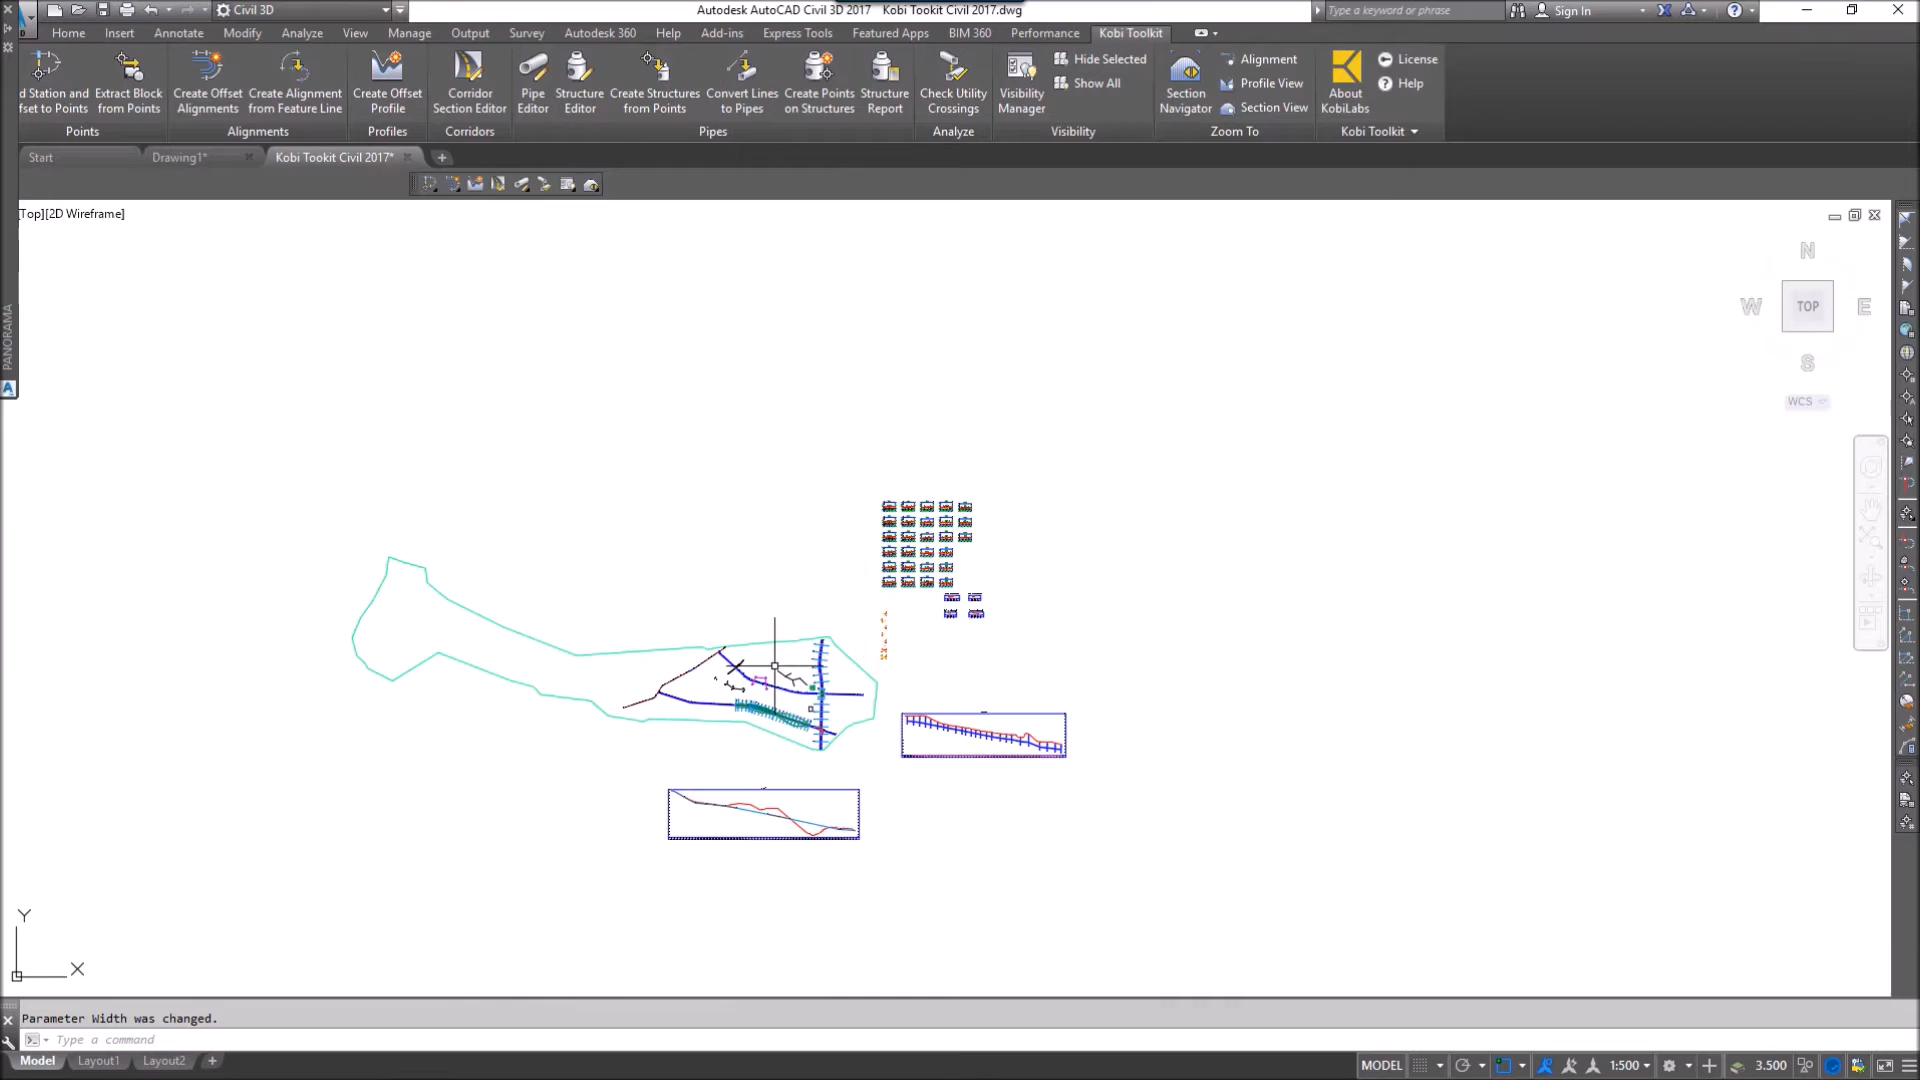 Civil 3D
Autodesk AutoCAD Civil 3D 2017 Kobi Tookit Civil 2017.dwg
Type a keyword or phrase
Sign In
Home Insert Annotate Modify Analyze View Manage Output Survey Autodesk 360 Help Add-ins Express Tools Featured Apps BIM 360 Performance Kobi Toolkit
d Station and
fset to Points
Extract Block
from Points
Create Offset
Alignments
Create Alignment
from Feature Line
Create Offset
Profile
Corridor
Section Editor
Pipe
Editor
Structure
Editor
Create Structures
from Points
Convert Lines
to Pipes
Create Points
on Structures
Structure
Report
Check Utility
Crossings
Visibility
Manager
Hide Selected
Show All
Section
Navigator
Alignment
Profile View
Section View
About
KobiLabs
License
Help
Points Alignments Profiles Corridors Pipes Analyze Visibility Zoom To Kobi Toolkit
Start Drawing1* Kobi Tookit Civil 2017*
[Top][2D Wireframe]
N
W TOP E
S
WCS
PANORAMA
Y
X
Parameter Width was changed.
Type a command
Model Layout1 Layout2
MODEL 1:500 3.500